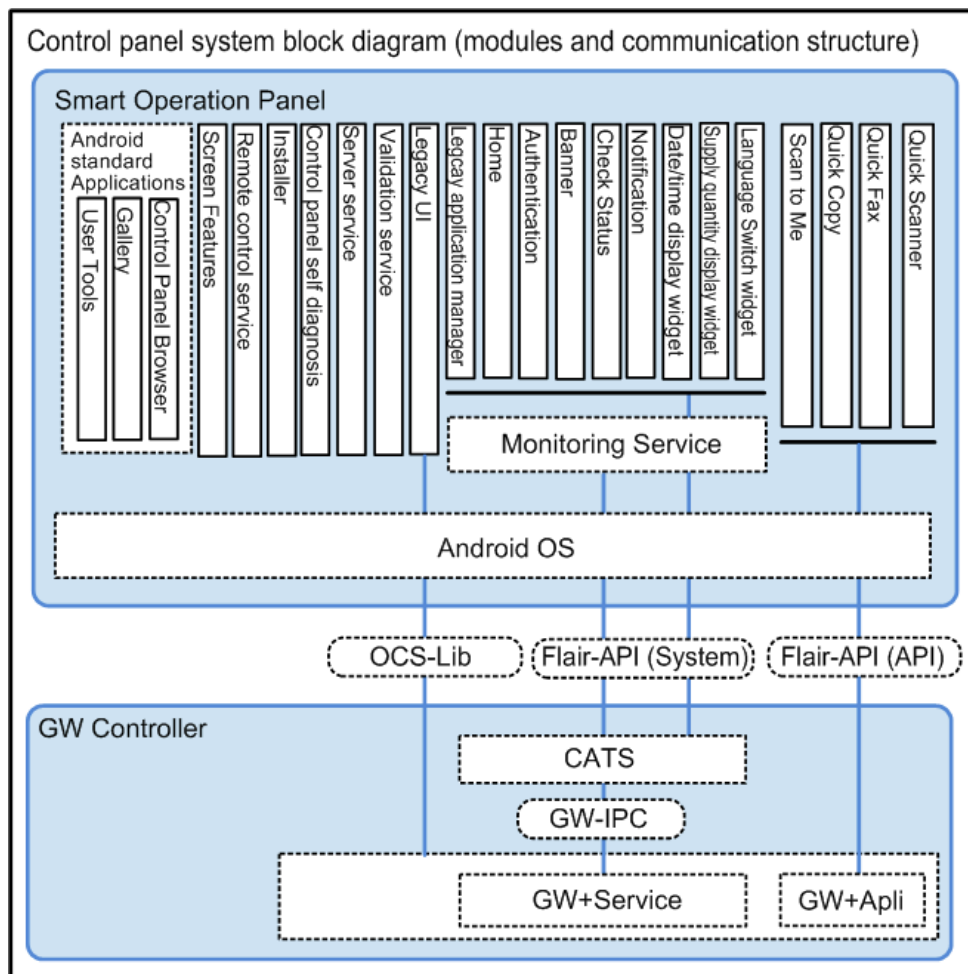 Control panel system block diagram (modules and communication structure)
Smart Operation Panel
Android
standard
Applications
User Tools
Gallery
Control Panel Browser
Screen Features
Remote control service
Installer
Control panel self diagnosis
Server service
Validation service
Legacy UI
Legcay application manager
Home
Authentication
Banner
Check Status
Notification
Date/time display widget
Supply quantity display widget
Language Switch widget
Scan to Me
Quick Copy
Quick Fax
Quick Scanner
Monitoring Service
Android OS
OCS-Lib
Flair-API (System)
Flair-API (API)
GW Controller
CATS
GW-IPC
GW+Service
GW+Apli